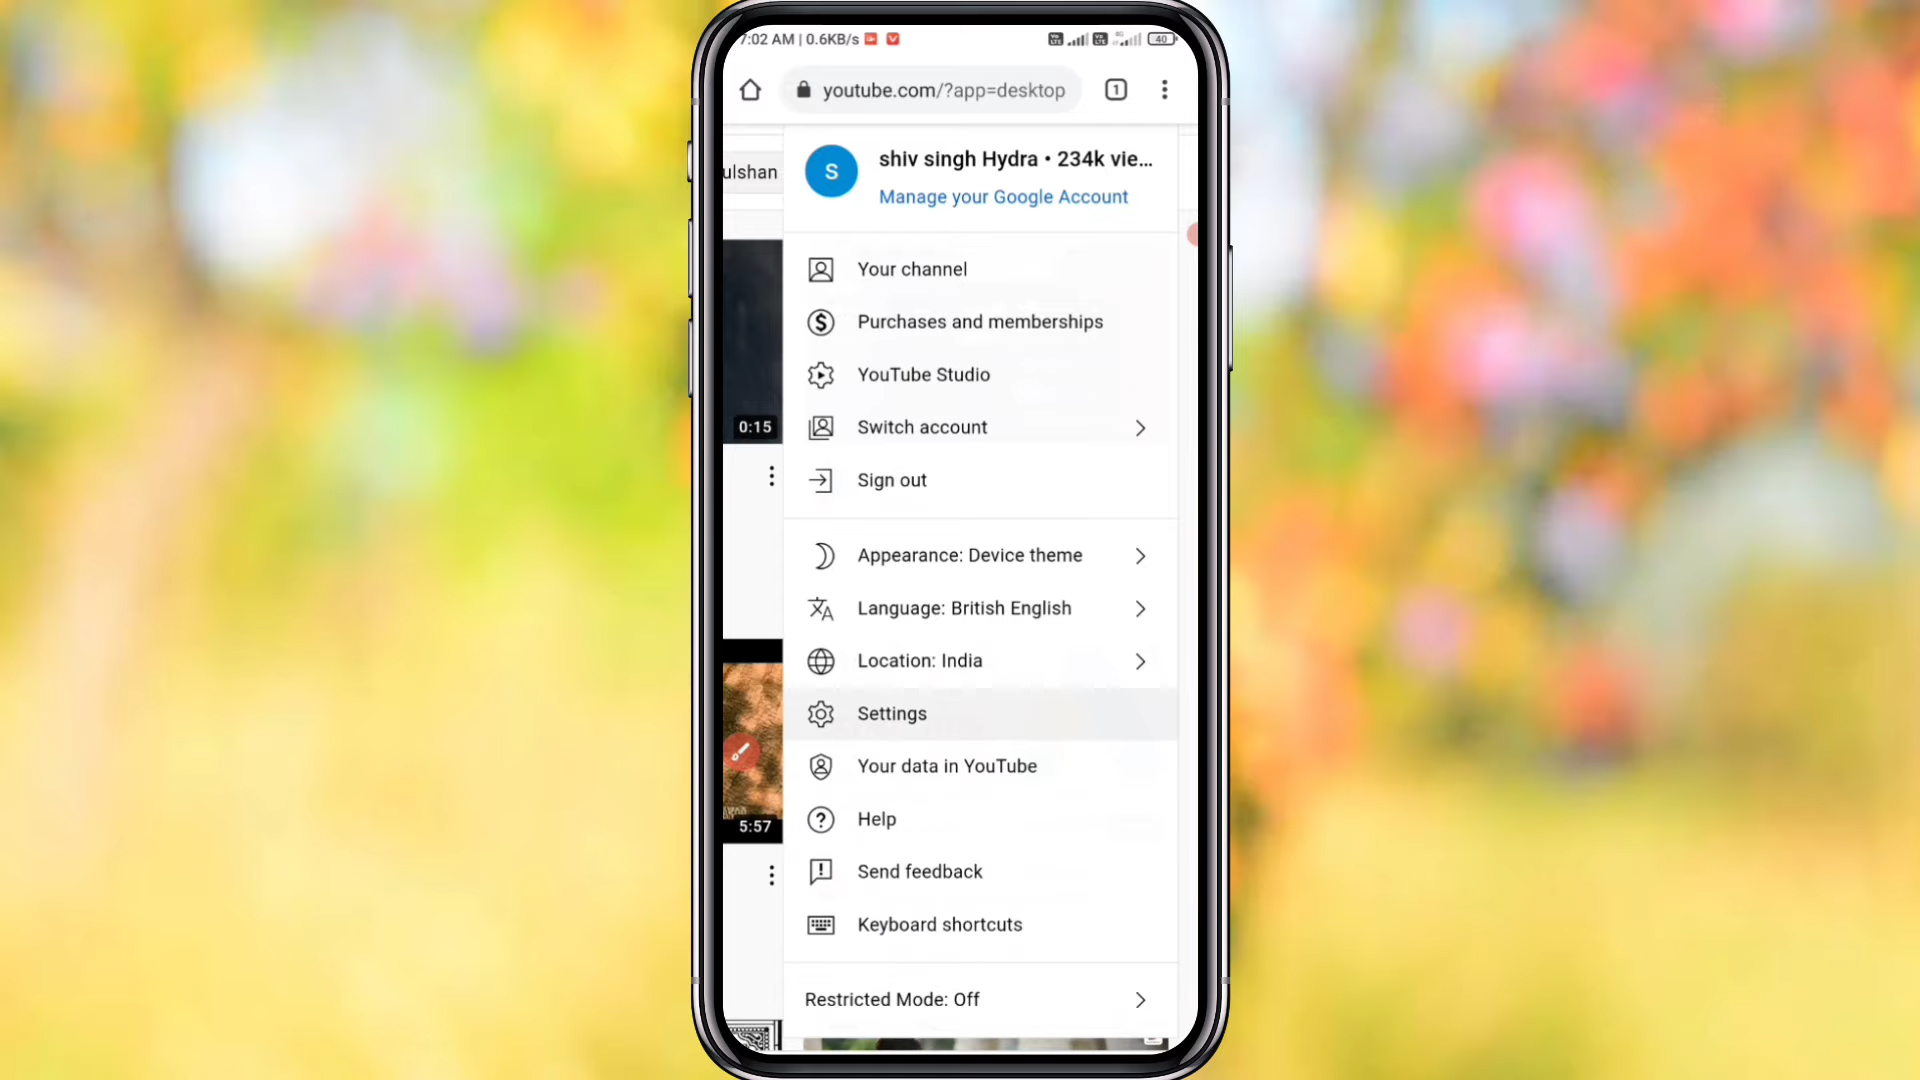 7:02 AM | 0.6KB/s
40
youtube.com/?app=desktop
1
ulshan
S
shiv singh Hydra • 234k vie...
Manage your Google Account
Your channel
Purchases and memberships
YouTube Studio
0:15
Switch account
Sign out
Appearance: Device theme
Language: British English
Location: India
Settings
Your data in YouTube
5:57
Help
Send feedback
Keyboard shortcuts
Restricted Mode: Off